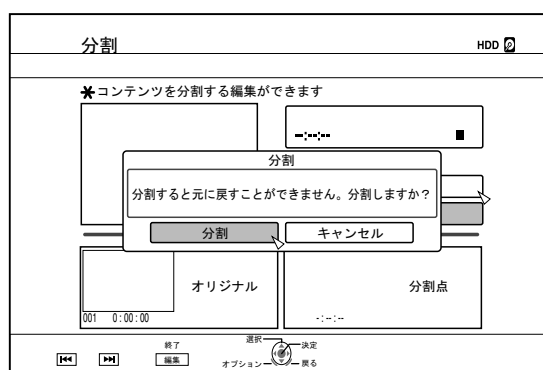 分割
HDD
＊コンテンツを分割する編集ができます
-:--:--
分割
分割すると元に戻すことができません。分割しますか？
分割 キャンセル
オリジナル
分割点
001 0:00:00
-:--:--
終了
編集
選択
決定
オプション
戻る